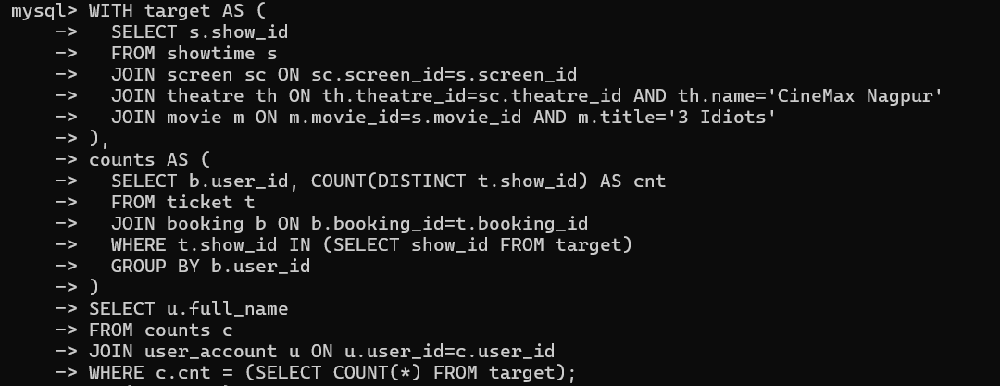 mysql> WITH target AS (
    ->   SELECT s.show_id
    ->   FROM showtime s
    ->   JOIN screen sc ON sc.screen_id=s.screen_id
    ->   JOIN theatre th ON th.theatre_id=sc.theatre_id AND th.name='CineMax Nagpur'
    ->   JOIN movie m ON m.movie_id=s.movie_id AND m.title='3 Idiots'
    -> ),
    -> counts AS (
    ->   SELECT b.user_id, COUNT(DISTINCT t.show_id) AS cnt
    ->   FROM ticket t
    ->   JOIN booking b ON b.booking_id=t.booking_id
    ->   WHERE t.show_id IN (SELECT show_id FROM target)
    ->   GROUP BY b.user_id
    -> )
    -> SELECT u.full_name
    -> FROM counts c
    -> JOIN user_account u ON u.user_id=c.user_id
    -> WHERE c.cnt = (SELECT COUNT(*) FROM target);